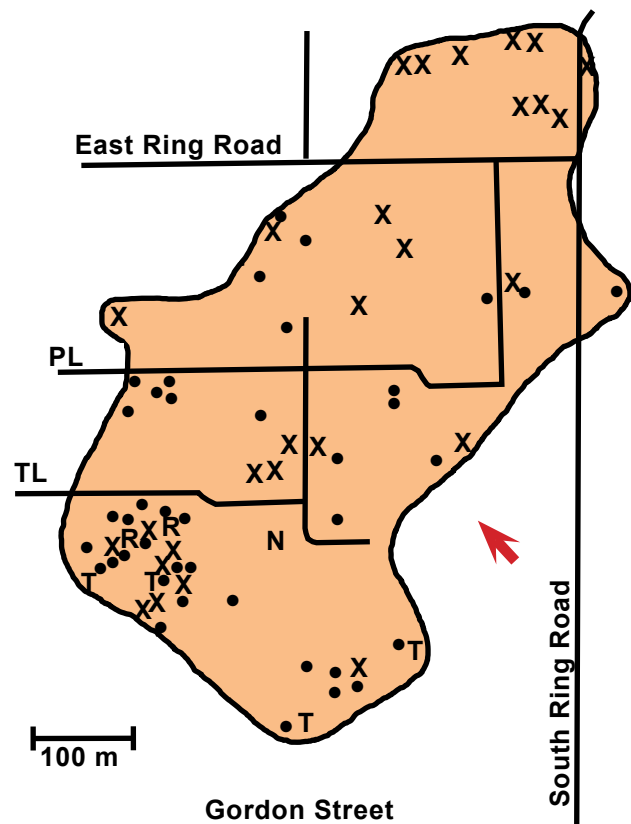 X X X X X
X
X X X
East Ring Road
X
X
X
X
X
X
PL
X X
X
X X
TL
R
X
R
N
X
X
X
T
T
X
X
X
T
X
T
100 m
South Ring Road
Gordon Street